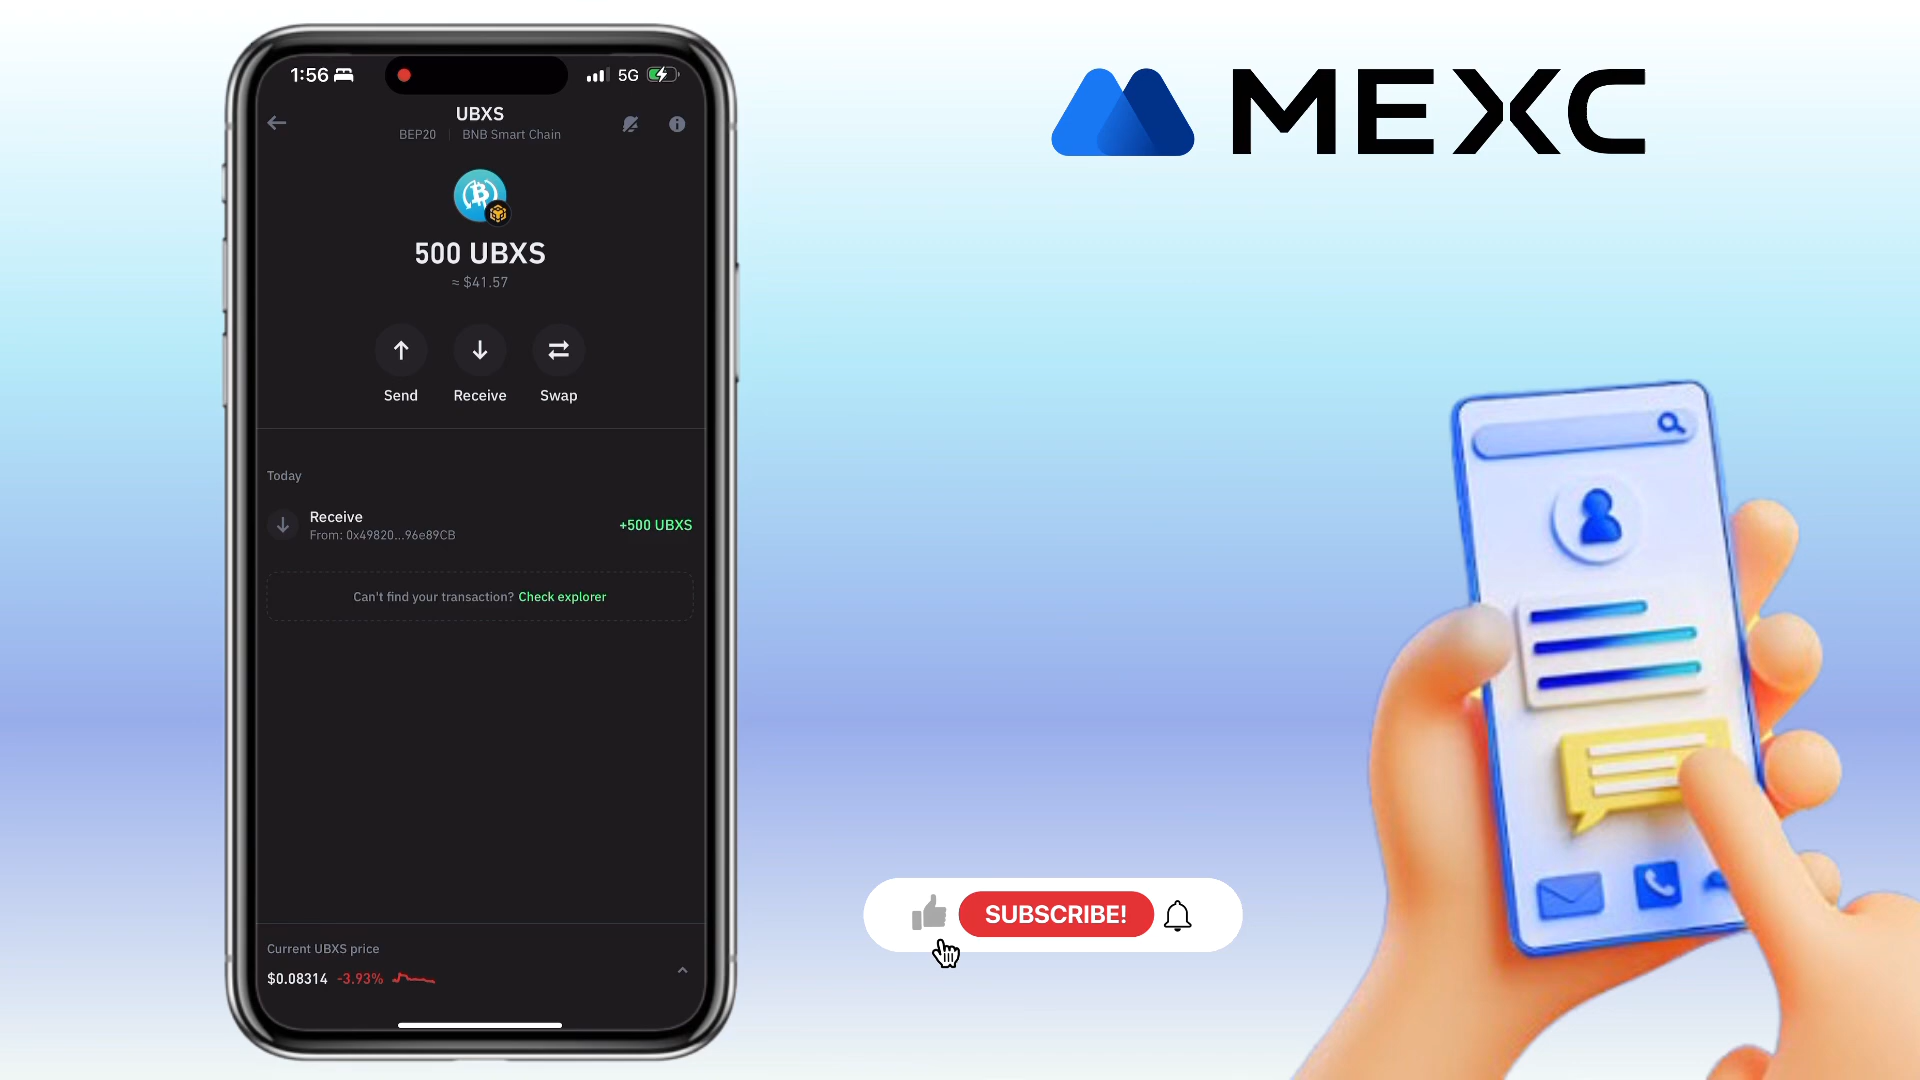 1:56
5G
UBXS
BEP20 | BNB Smart Chain
500 UBXS
≈ $41.57
Send
Receive
Swap
Today
Receive
From: 0x49820...96e89CB
+500 UBXS
Can't find your transaction? Check explorer
Current UBXS price
$0.08314 -3.93%
MEXC
SUBSCRIBE!